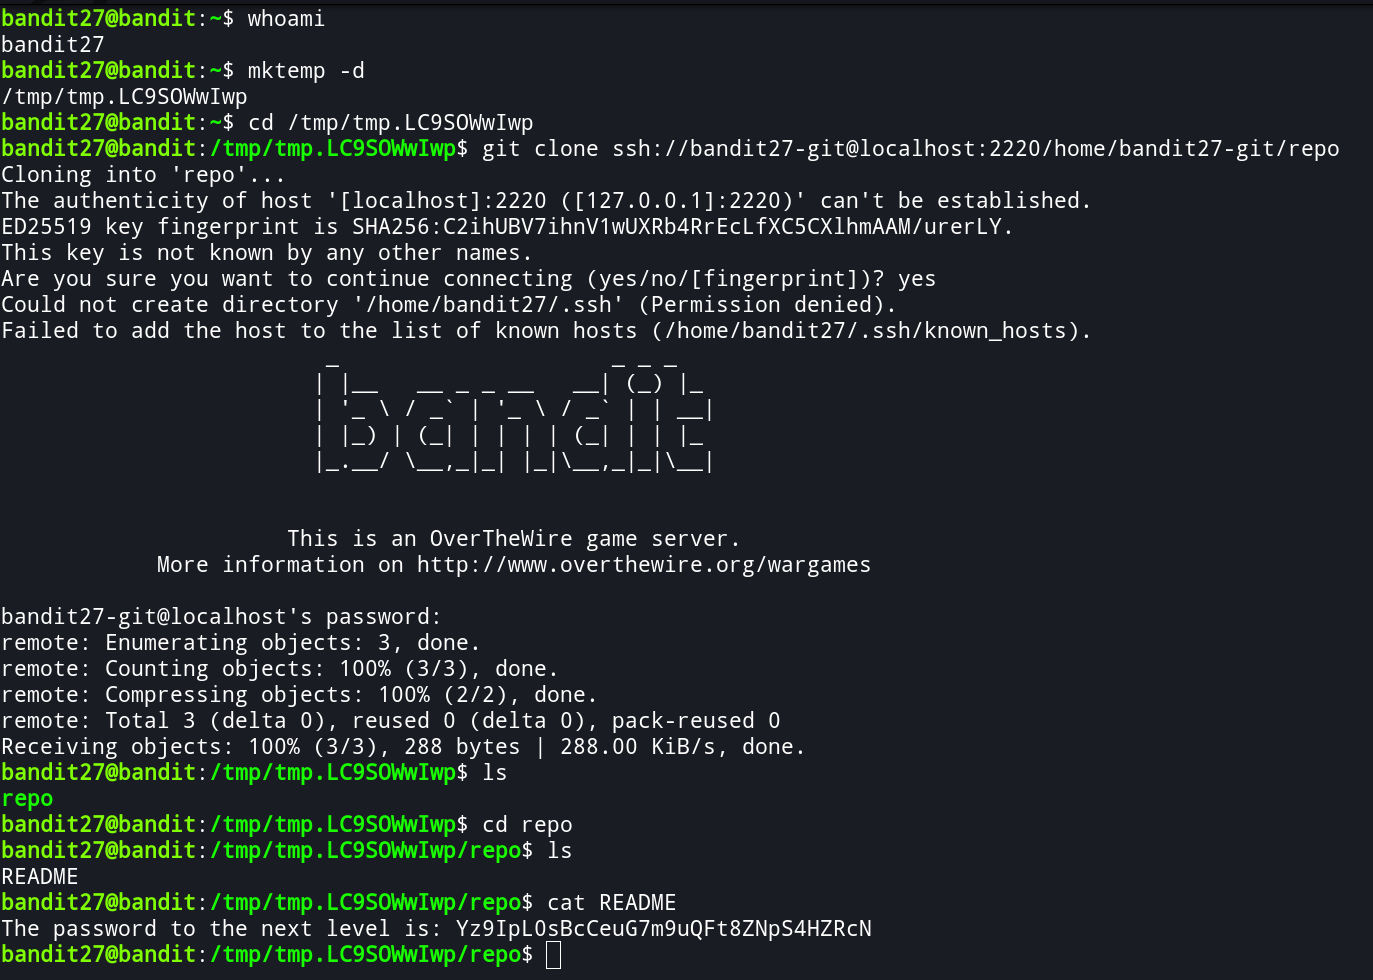 bandit27@bandit:~$ whoami
bandit27
bandit27@bandit:~$ mktemp -d
/tmp/tmp.LC9SOWwIwp
bandit27@bandit:~$ cd /tmp/tmp.LC9SOWwIwp
bandit27@bandit:/tmp/tmp.LC9SOWwIwp$ git clone ssh://bandit27-git@localhost:2220/home/bandit27-git/repo
Cloning into 'repo'...
The authenticity of host '[localhost]:2220 ([127.0.0.1]:2220)' can't be established.
ED25519 key fingerprint is SHA256:C2ihUBV7ihnV1wUXRb4RrEcLfXC5CXlhmAAM/urerLY.
This key is not known by any other names.
Are you sure you want to continue connecting (yes/no/[fingerprint])? yes
Could not create directory '/home/bandit27/.ssh' (Permission denied).
Failed to add the host to the list of known hosts (/home/bandit27/.ssh/known_hosts).
bandit
This is an OverTheWire game server.
More information on http://www.overthewire.org/wargames
bandit27-git@localhost's password:
remote: Enumerating objects: 3, done.
remote: Counting objects: 100% (3/3), done.
remote: Compressing objects: 100% (2/2), done.
remote: Total 3 (delta 0), reused 0 (delta 0), pack-reused 0
Receiving objects: 100% (3/3), 288 bytes | 288.00 KiB/s, done.
bandit27@bandit:/tmp/tmp.LC9SOWwIwp$ ls
repo
bandit27@bandit:/tmp/tmp.LC9SOWwIwp$ cd repo
bandit27@bandit:/tmp/tmp.LC9SOWwIwp/repo$ ls
README
bandit27@bandit:/tmp/tmp.LC9SOWwIwp/repo$ cat README
The password to the next level is: Yz9IpL0sBcCeuG7m9uQFt8ZNpS4HZRcN
bandit27@bandit:/tmp/tmp.LC9SOWwIwp/repo$